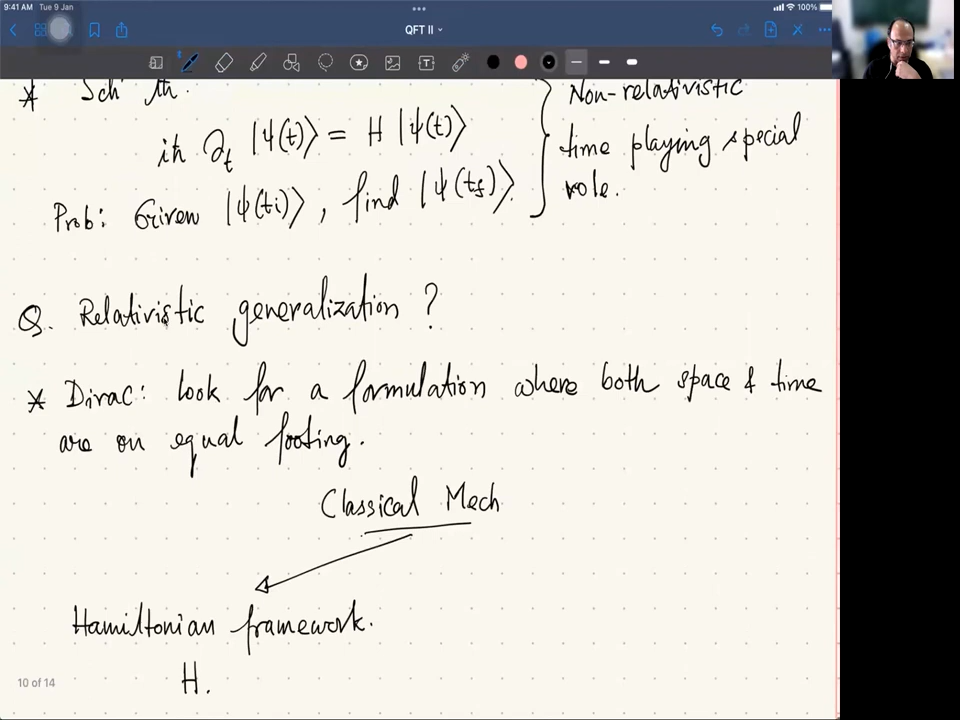 9:41 AM Tue 9 Jan
100%
QFT II
* Sch th.
iħ ∂t |ψ(t)⟩ = H |ψ(t)⟩
Prob: Given |ψ(ti)⟩, find |ψ(tf)⟩.
Non-relativistic
time playing special
role.
Q. Relativistic generalization ?
* Dirac: look for a formulation where both space & time
are on equal footing.
Classical Mech
Hamiltonian framework.
H.
10 of 14